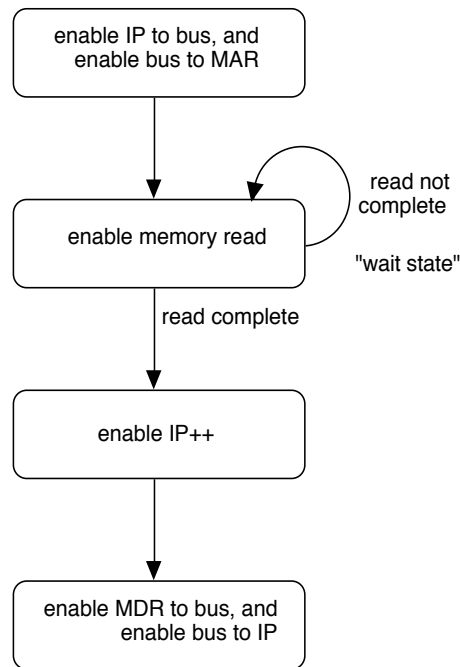 enable IP to bus, and
enable bus to MAR
read not
complete
enable memory read
"wait state"
read complete
enable IP++
enable MDR to bus, and
enable bus to IP